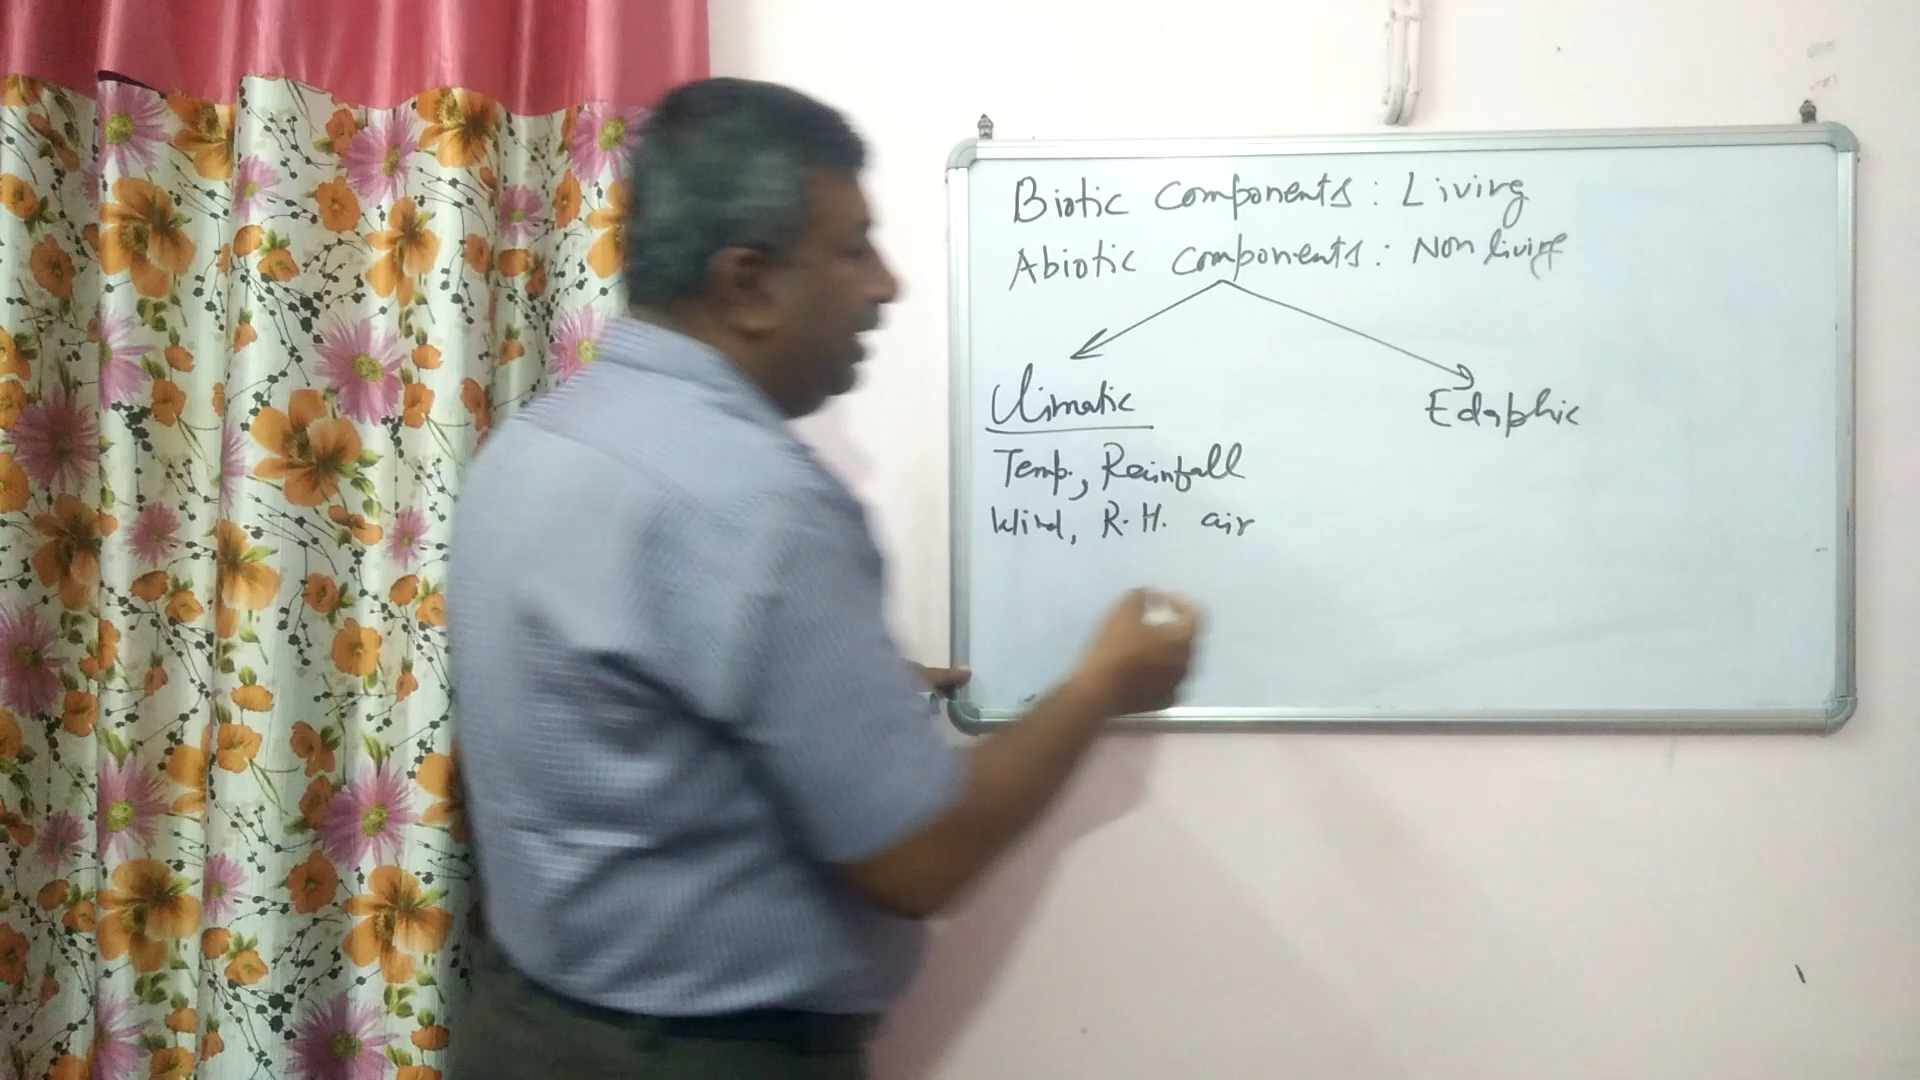 Biotic Components: Living
Abiotic Components: Non living
Climatic
Edaphic
Temp., Rainfall
Wind, R.H. air